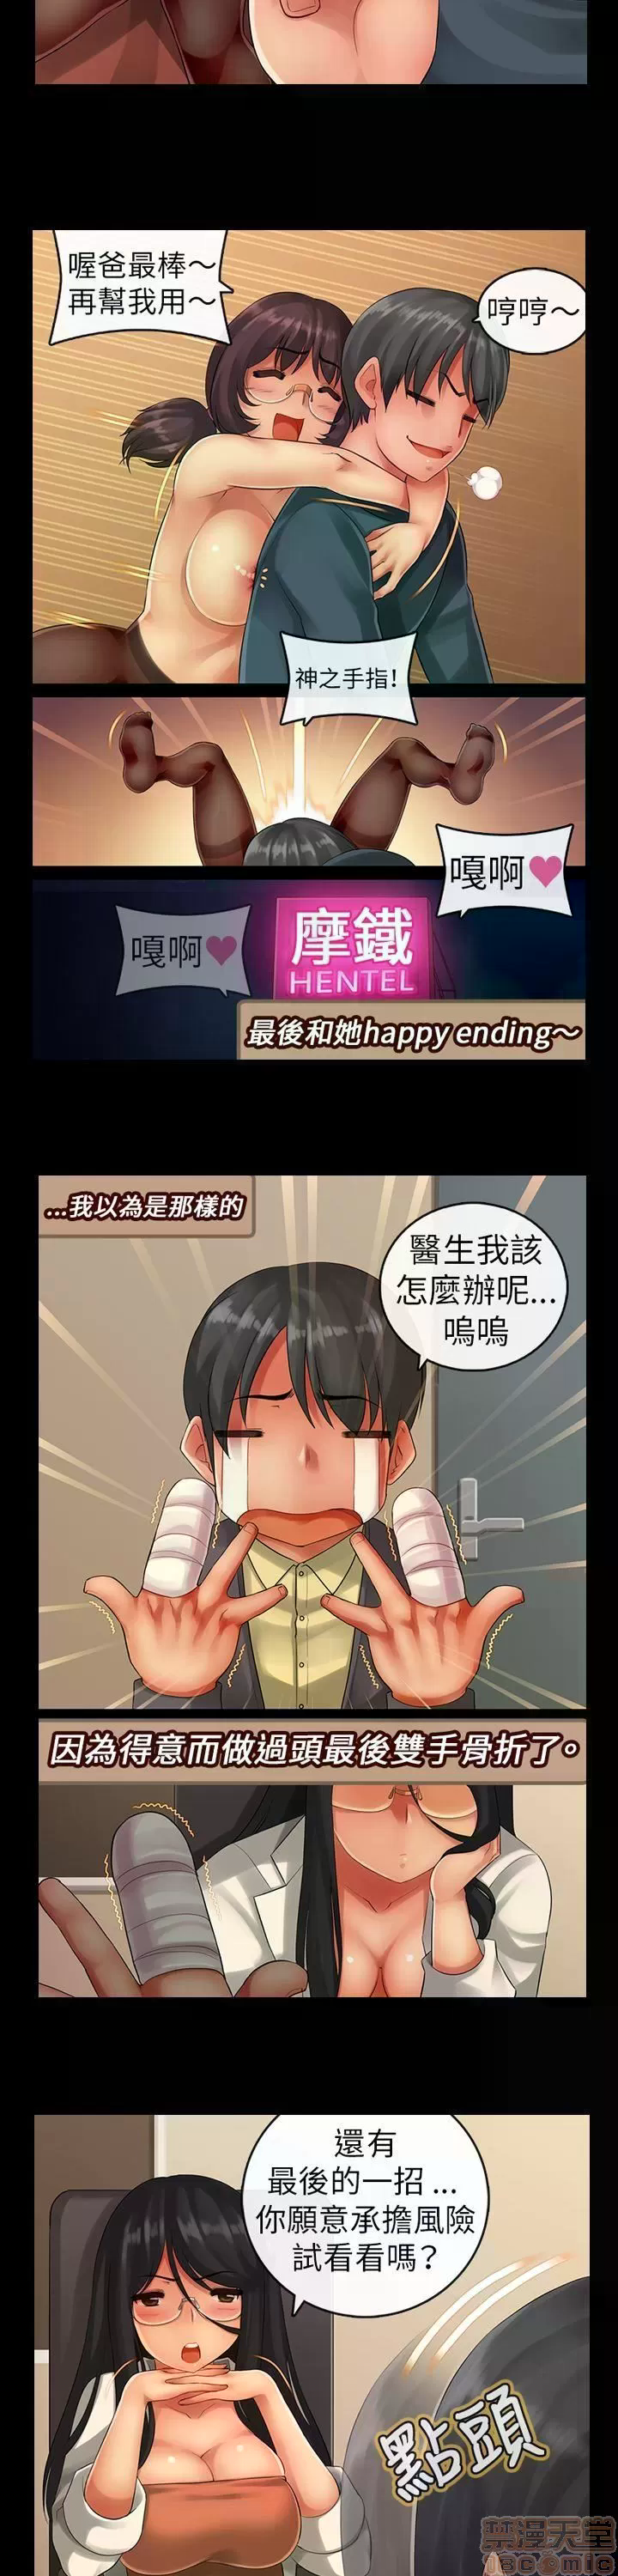 喔爸最棒～
再幫我用～
哼哼～
神之手指！
嘎啊♥
嘎啊♥
摩鐵
HENTEL
最後和她happy ending～
...我以為是那樣的
醫生我該
怎麼辦呢...
嗚嗚
因為得意而做過頭最後雙手骨折了。
還有
最後的一招...
你願意承擔風險
試看看嗎？
點頭
禁漫天堂
18comic